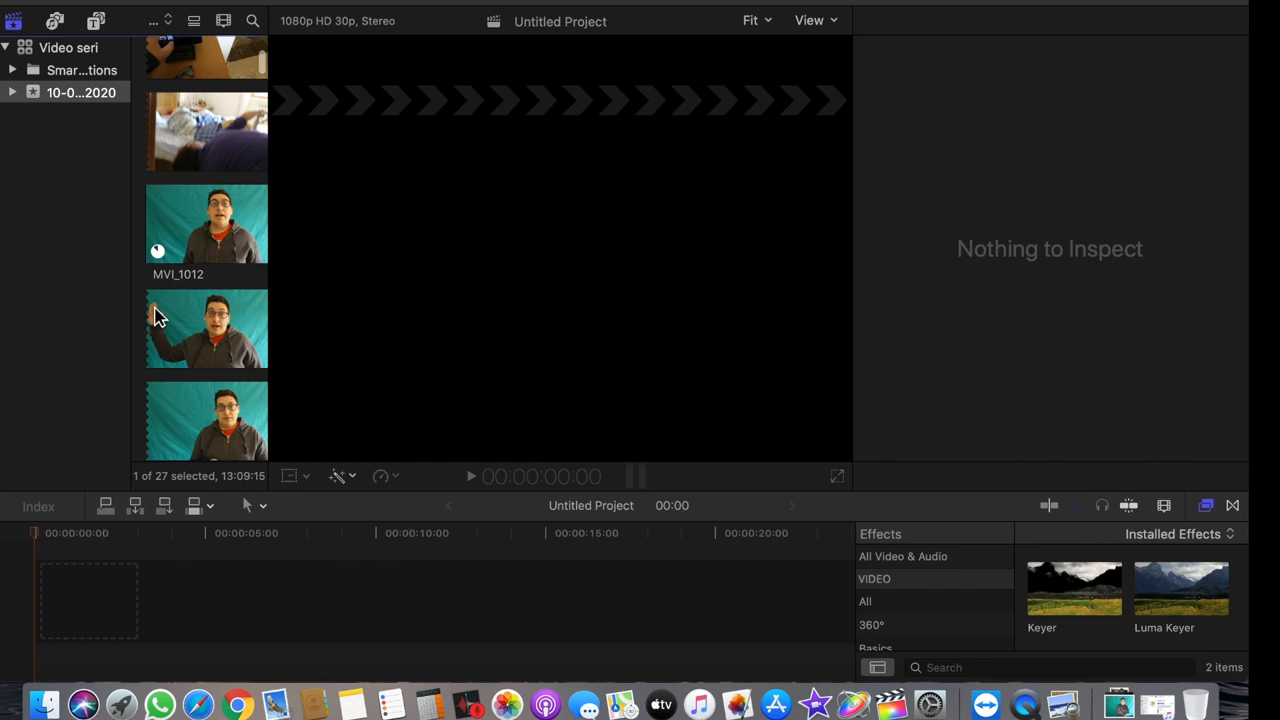 ... 1080p HD 30p, Stereo Untitled Project Fit View
T
Video seri
Smar...tions
10-0...2020
MVI_1012
Nothing to Inspect
1 of 27 selected, 13:09:15
00:00:00:00
Index Untitled Project 00:00
00:00:00:00 00:00:05:00 00:00:10:00 00:00:15:00 00:00:20:00
Effects Installed Effects
All Video & Audio
VIDEO
All
360°
Basics
Keyer Luma Keyer
Search 2 items
tv